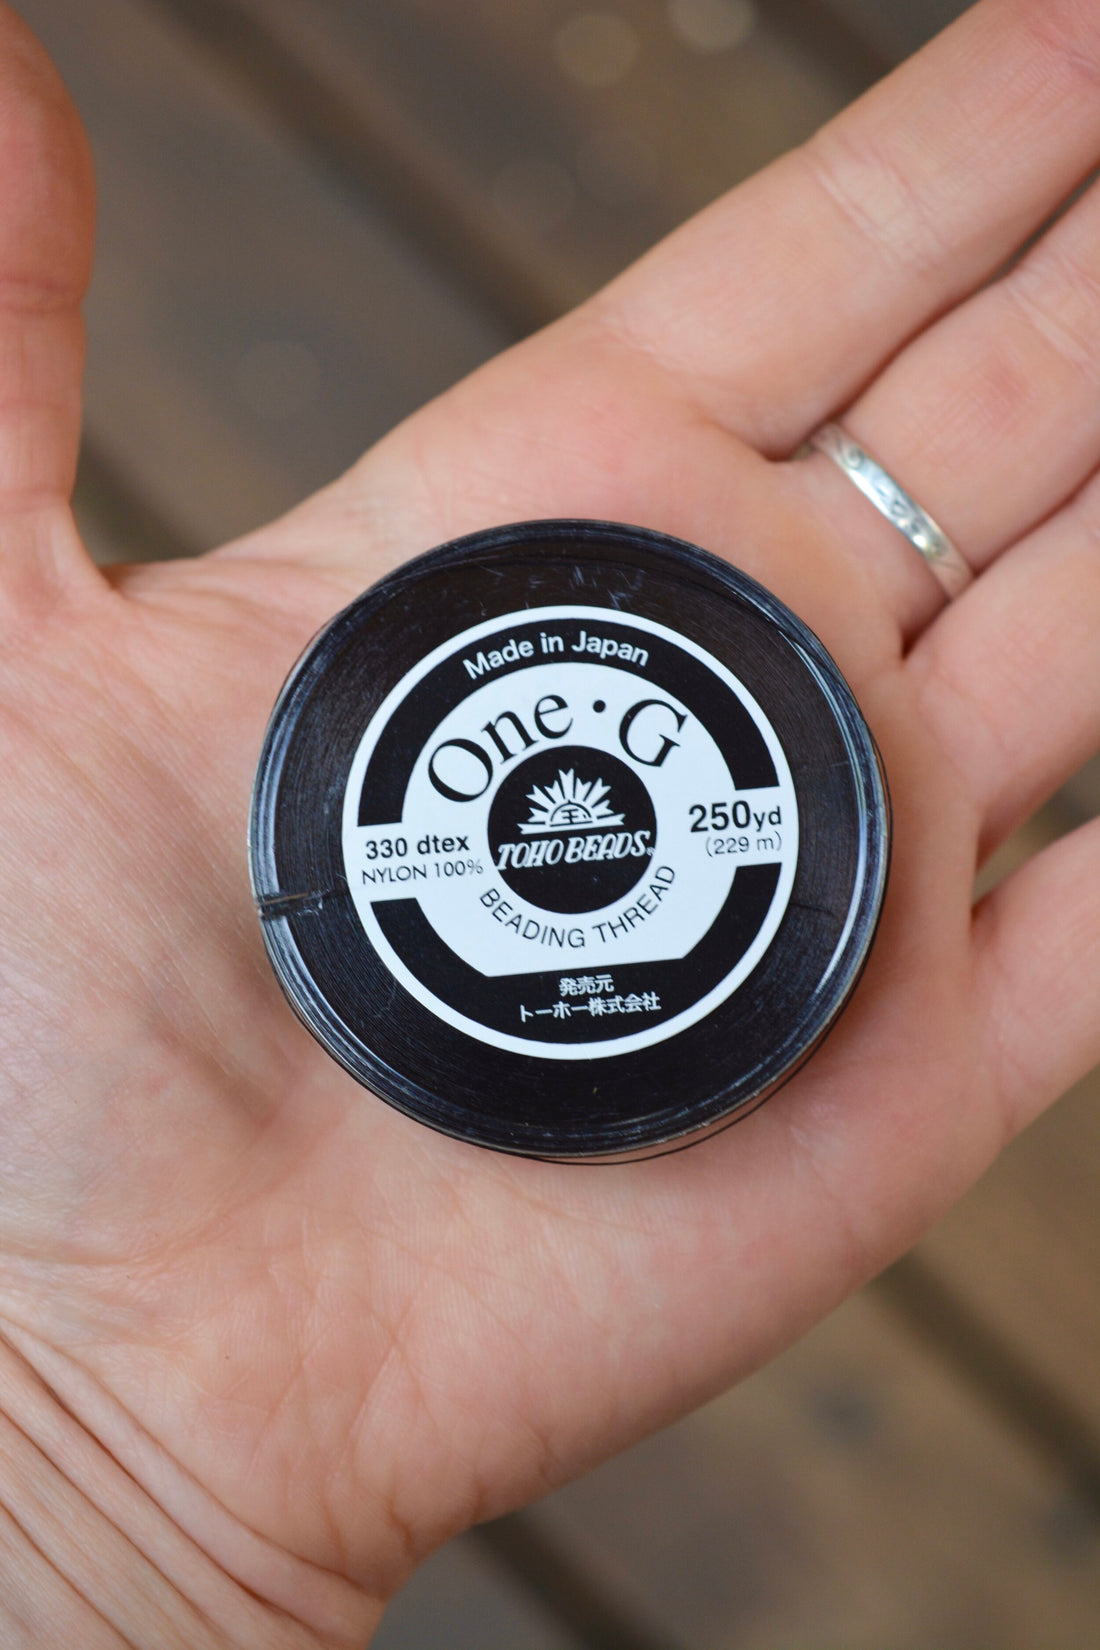 Made in Japan
One・G
330 dtex
NYLON 100%
TOHO BEADS®
250yd
(229 m)
BEADING THREAD
発売元
トーホー株式会社